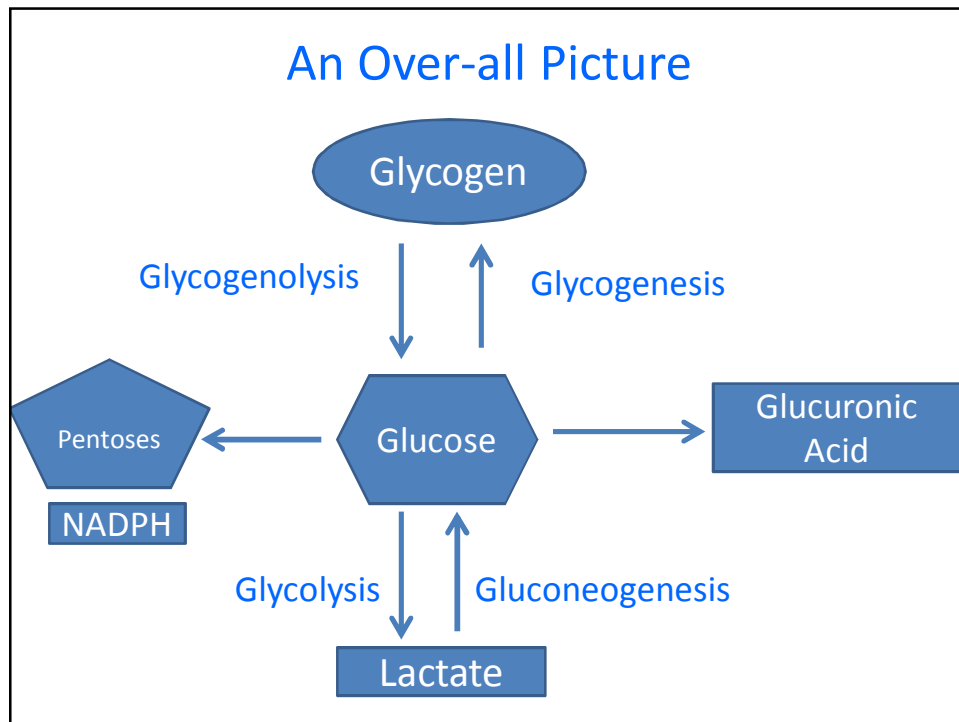 An Over-all Picture
Glycogen
Glycogenolysis
Glycogenesis
Pentoses
Glucose
Glucuronic
Acid
NADPH
Glycolysis
Gluconeogenesis
Lactate